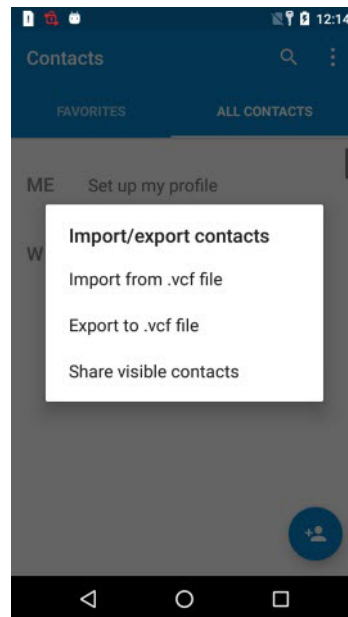 12:14
Contacts
FAVORITES ALL CONTACTS
ME Set up my profile
W
Import/export contacts
Import from .vcf file
Export to .vcf file
Share visible contacts